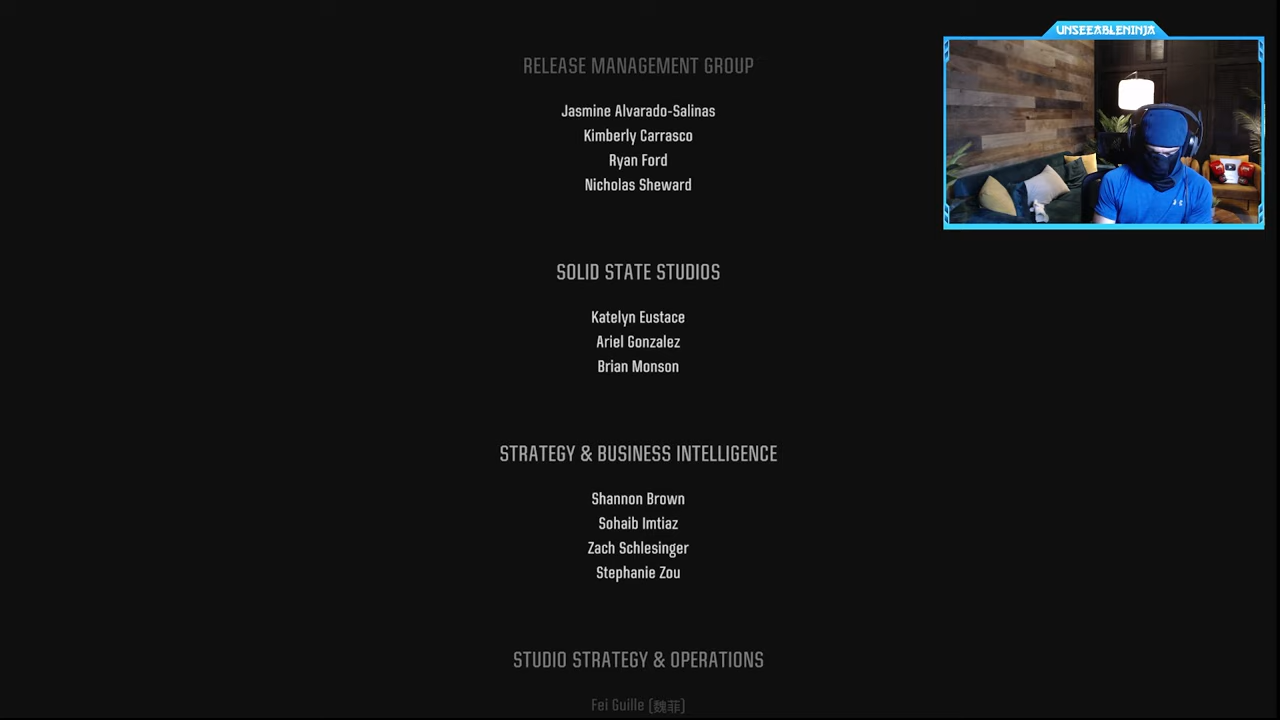 UNSEEABLENINJA
RELEASE MANAGEMENT GROUP
Jasmine Alvarado-Salinas
Kimberly Carrasco
Ryan Ford
Nicholas Sheward
SOLID STATE STUDIOS
Katelyn Eustace
Ariel Gonzalez
Brian Monson
STRATEGY & BUSINESS INTELLIGENCE
Shannon Brown
Sohaib Imtiaz
Zach Schlesinger
Stephanie Zou
STUDIO STRATEGY & OPERATIONS
Fei Guille [魏菲]